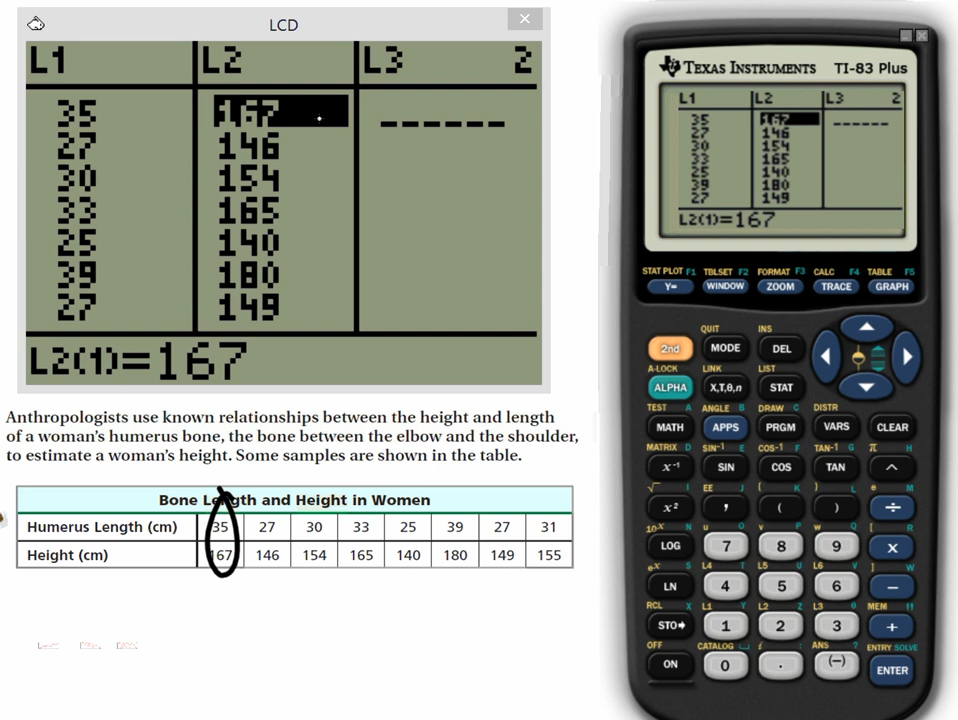 LCD
L1 L2 L3 2
35 167 ------
27 146
30 154
33 165
25 140
39 180
27 149
L2(1)=167
Anthropologists use known relationships between the height and length
of a woman's humerus bone, the bone between the elbow and the shoulder,
to estimate a woman's height. Some samples are shown in the table.
Bone Length and Height in Women
Humerus Length (cm) 35 27 30 33 25 39 27 31
Height (cm) 167 146 154 165 140 180 149 155
TEXAS INSTRUMENTS TI-83 Plus
L1 L2 L3 2
35 167 ------
27 146
30 154
33 165
25 140
39 180
27 149
L2(1)=167
STAT PLOT F1 TBLSET F2 FORMAT F3 CALC F4 TABLE F5
Y= WINDOW ZOOM TRACE GRAPH
QUIT INS
2nd MODE DEL
A-LOCK LINK LIST
ALPHA X,T,θ,n STAT
TEST A ANGLE B DRAW C DISTR
MATH APPS PRGM VARS CLEAR
MATRIX D SIN⁻¹ E COS⁻¹ F TAN⁻¹ G π H
x⁻¹ SIN COS TAN ^
√ I EE J { K } L e M
x² , ( ) ÷
10ˣ N u O v P w Q [ R
LOG 7 8 9 ×
eˣ S L4 T L5 U L6 V ] W
LN 4 5 6 −
RCL X L1 Y L2 Z L3 θ MEM "
STO➔ 1 2 3 +
OFF CATALOG ␣ i : ANS ? ENTRY SOLVE
ON 0 . (−) ENTER